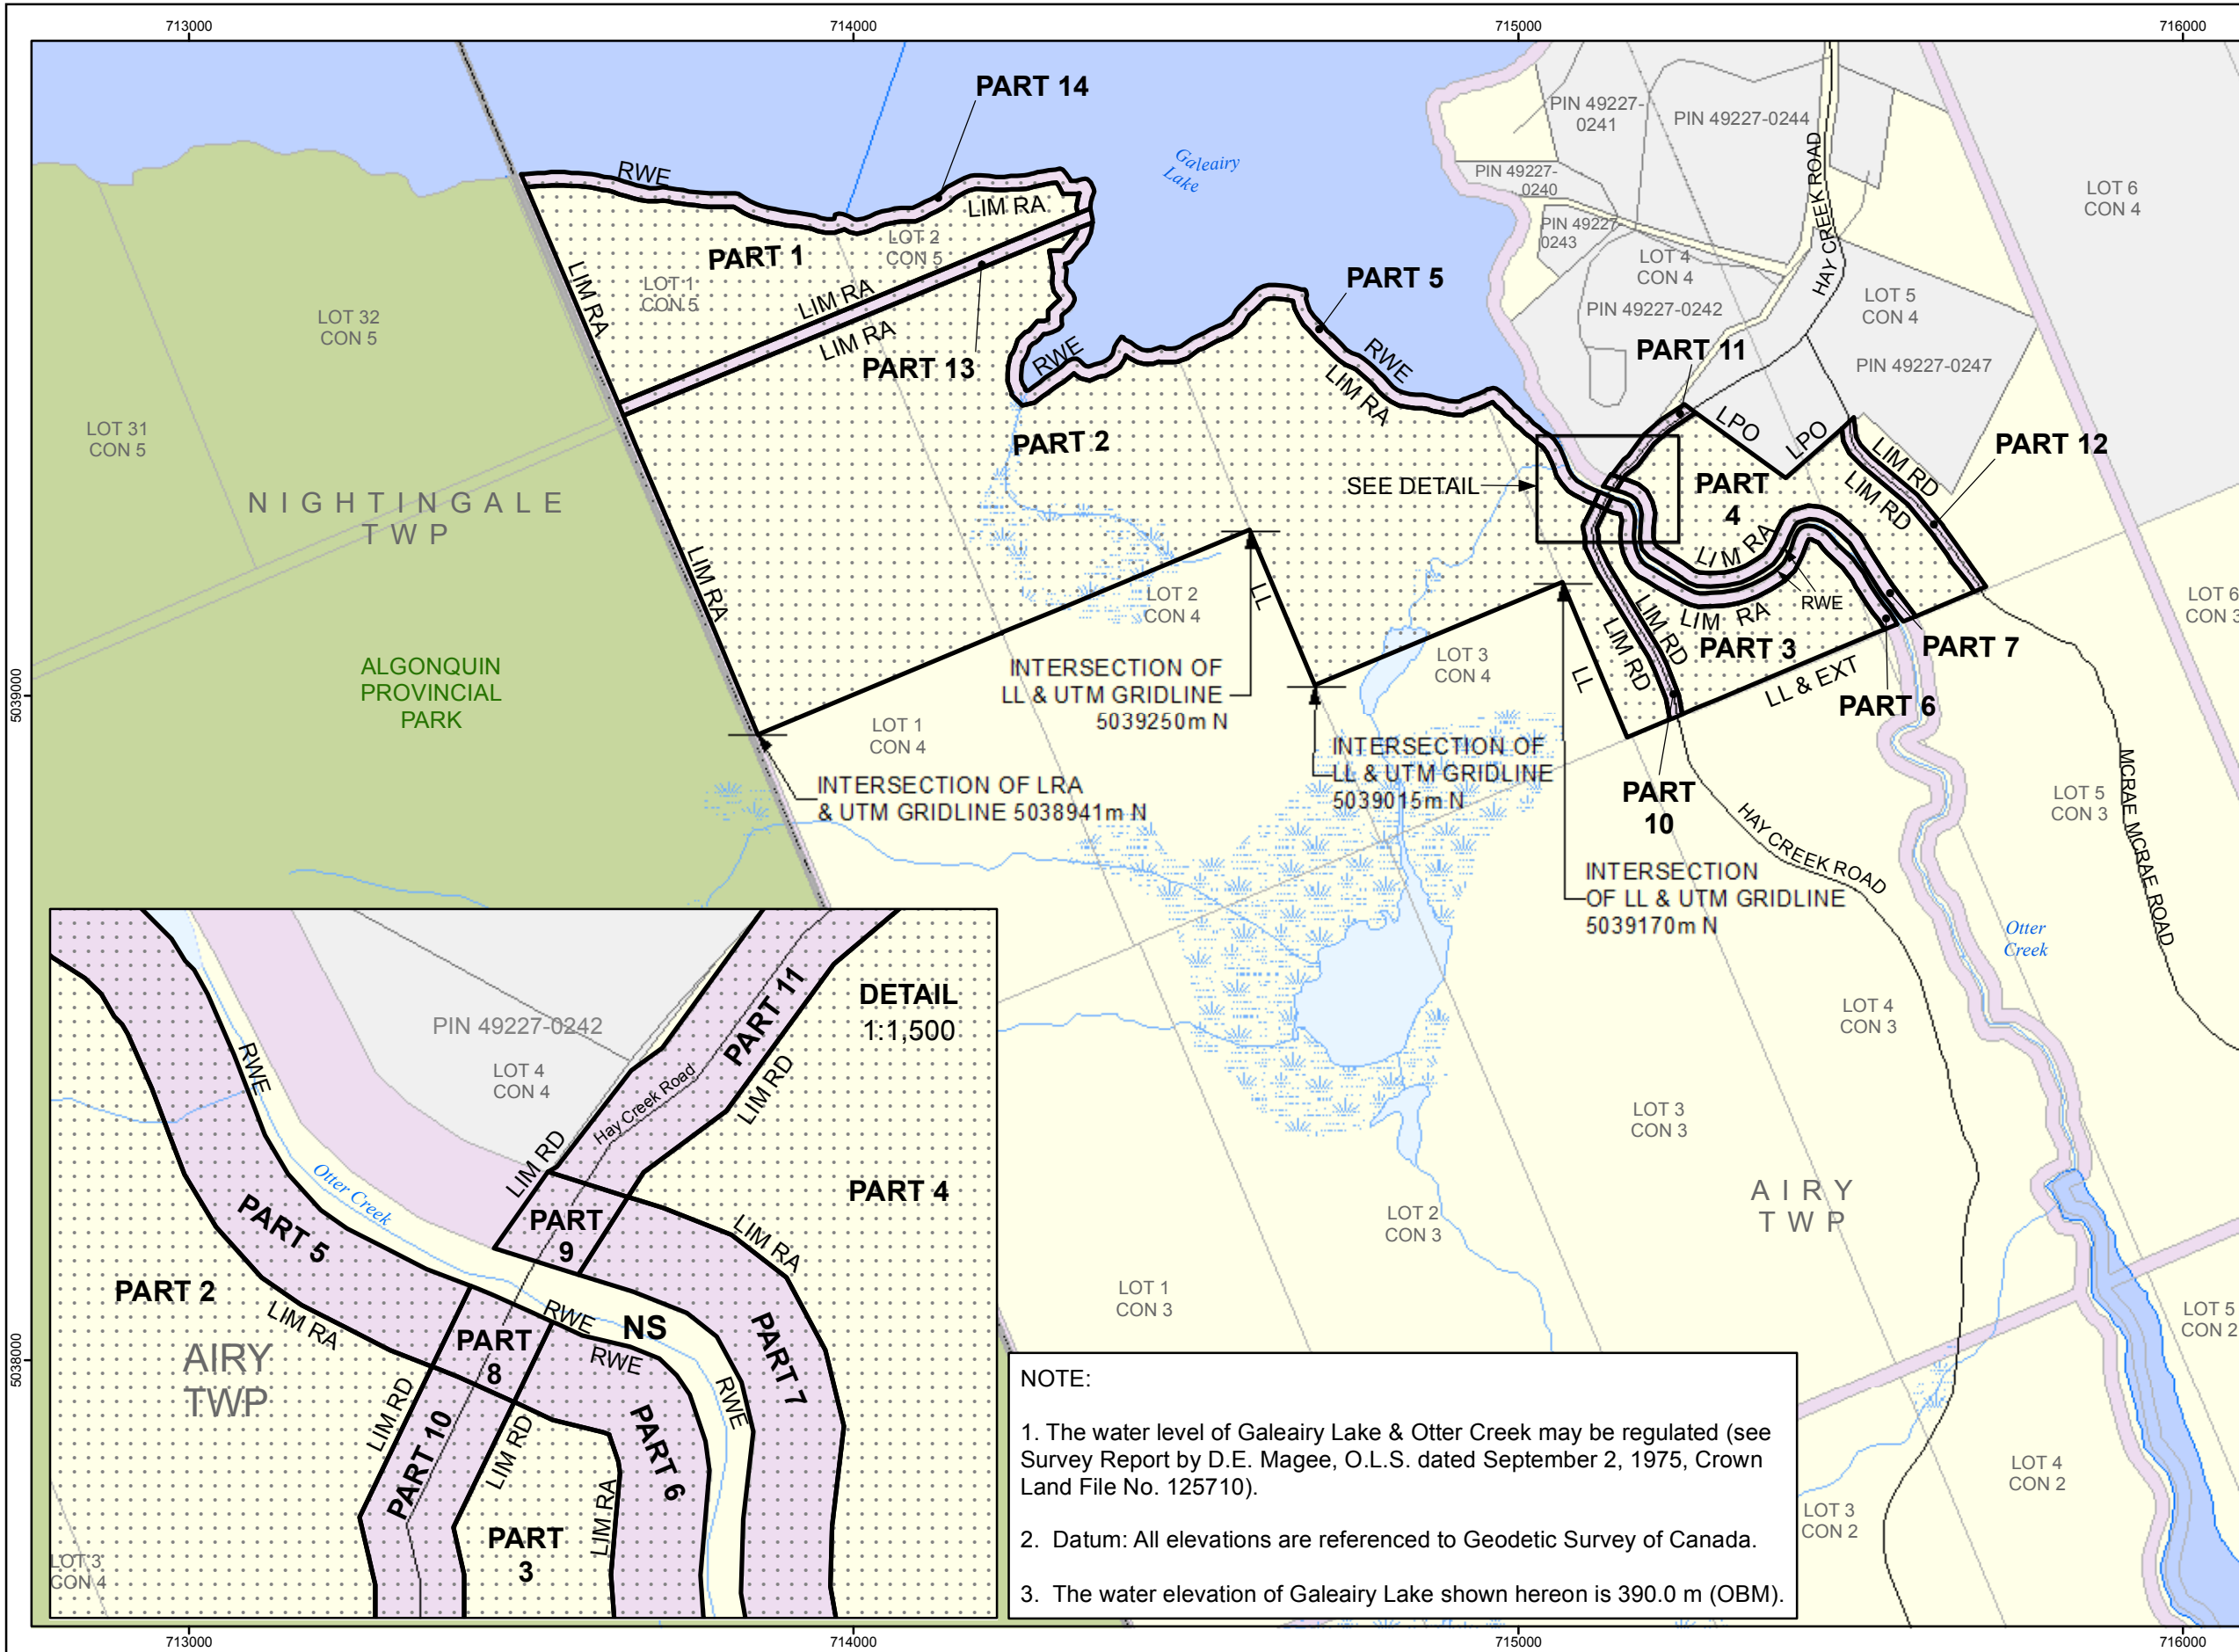 713000
714000
715000
716000
PART 14
Galeairy
Lake
RWE
LIM RA
PART 1
LOT 2
CON 5
LOT 1
CON 5
LIM RA
LIM RA
LIM RA
PART 13
RWE
PART 5
RWE
LIM RA
PIN 49227-
0241
PIN 49227-0244
PIN 49227-
0240
PIN 49227-
0243
LOT 4
CON 4
PIN 49227-0242
HAY CREEK ROAD
LOT 5
CON 4
PIN 49227-0247
LOT 6
CON 4
LOT 32
CON 5
LOT 31
CON 5
NIGHTINGALE
TWP
ALGONQUIN
PROVINCIAL
PARK
PART 2
SEE DETAIL
PART 11
LPO
LPO
PART 12
LIM RD
LIM RD
PART
4
LIM RA
RWE
LIM RA
LIM RD
LIM RD
PART 3
PART 7
LL & EXT
PART 6
PART
10
LOT 6
CON 3
LIM RA
LOT 2
CON 4
LL
LOT 3
CON 4
LL
LOT 1
CON 4
INTERSECTION OF
LL & UTM GRIDLINE
5039250m N
INTERSECTION OF LRA
& UTM GRIDLINE 5038941m N
INTERSECTION OF
LL & UTM GRIDLINE
5039015m N
INTERSECTION
OF LL & UTM GRIDLINE
5039170m N
HAY CREEK ROAD
MCRAE MCRAE ROAD
LOT 5
CON 3
Otter
Creek
LOT 4
CON 3
LOT 3
CON 3
LOT 2
CON 3
LOT 1
CON 3
AIRY
TWP
LOT 5
CON 2
LOT 4
CON 2
LOT 3
CON 2
5039000
5038000
DETAIL
1:1,500
PIN 49227-0242
LOT 4
CON 4
PART 11
Hay Creek Road
LIM RD
LIM RD
RWE
Otter Creek
PART 5
PART
9
PART 4
LIM RA
PART 2
LIM RA
AIRY
TWP
PART
8
RWE
NS
RWE
RWE
PART 7
PART 6
LIM RD
PART 10
LIM RD
LIM RA
PART
3
LOT 3
CON 4
NOTE:
1. The water level of Galeairy Lake & Otter Creek may be regulated (see
Survey Report by D.E. Magee, O.L.S. dated September 2, 1975, Crown
Land File No. 125710).
2. Datum: All elevations are referenced to Geodetic Survey of Canada.
3. The water elevation of Galeairy Lake shown hereon is 390.0 m (OBM).
713000
714000
715000
716000